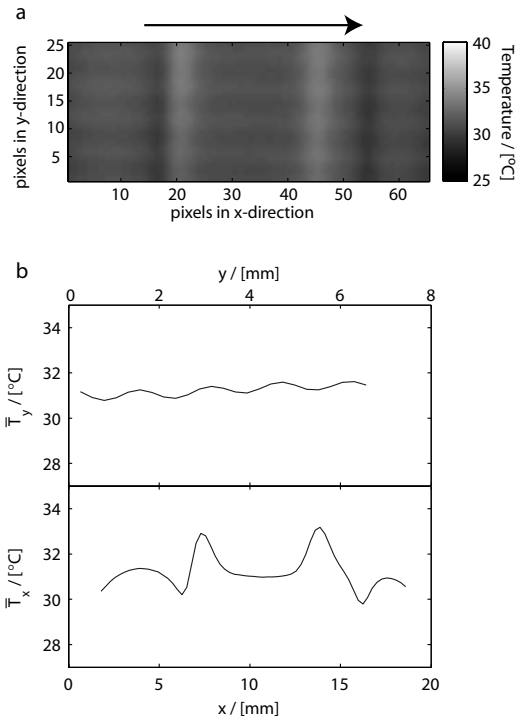 a
pixels in y-direction
25
20
15
10
5
10 20 30 40 50 60
pixels in x-direction
40
35
30
25
Temperature / [°C]
b
y / [mm]
0 2 4 6 8
T̿y / [°C]
34
32
30
28
T̿x / [°C]
34
32
30
28
0 5 10 15 20
x / [mm]